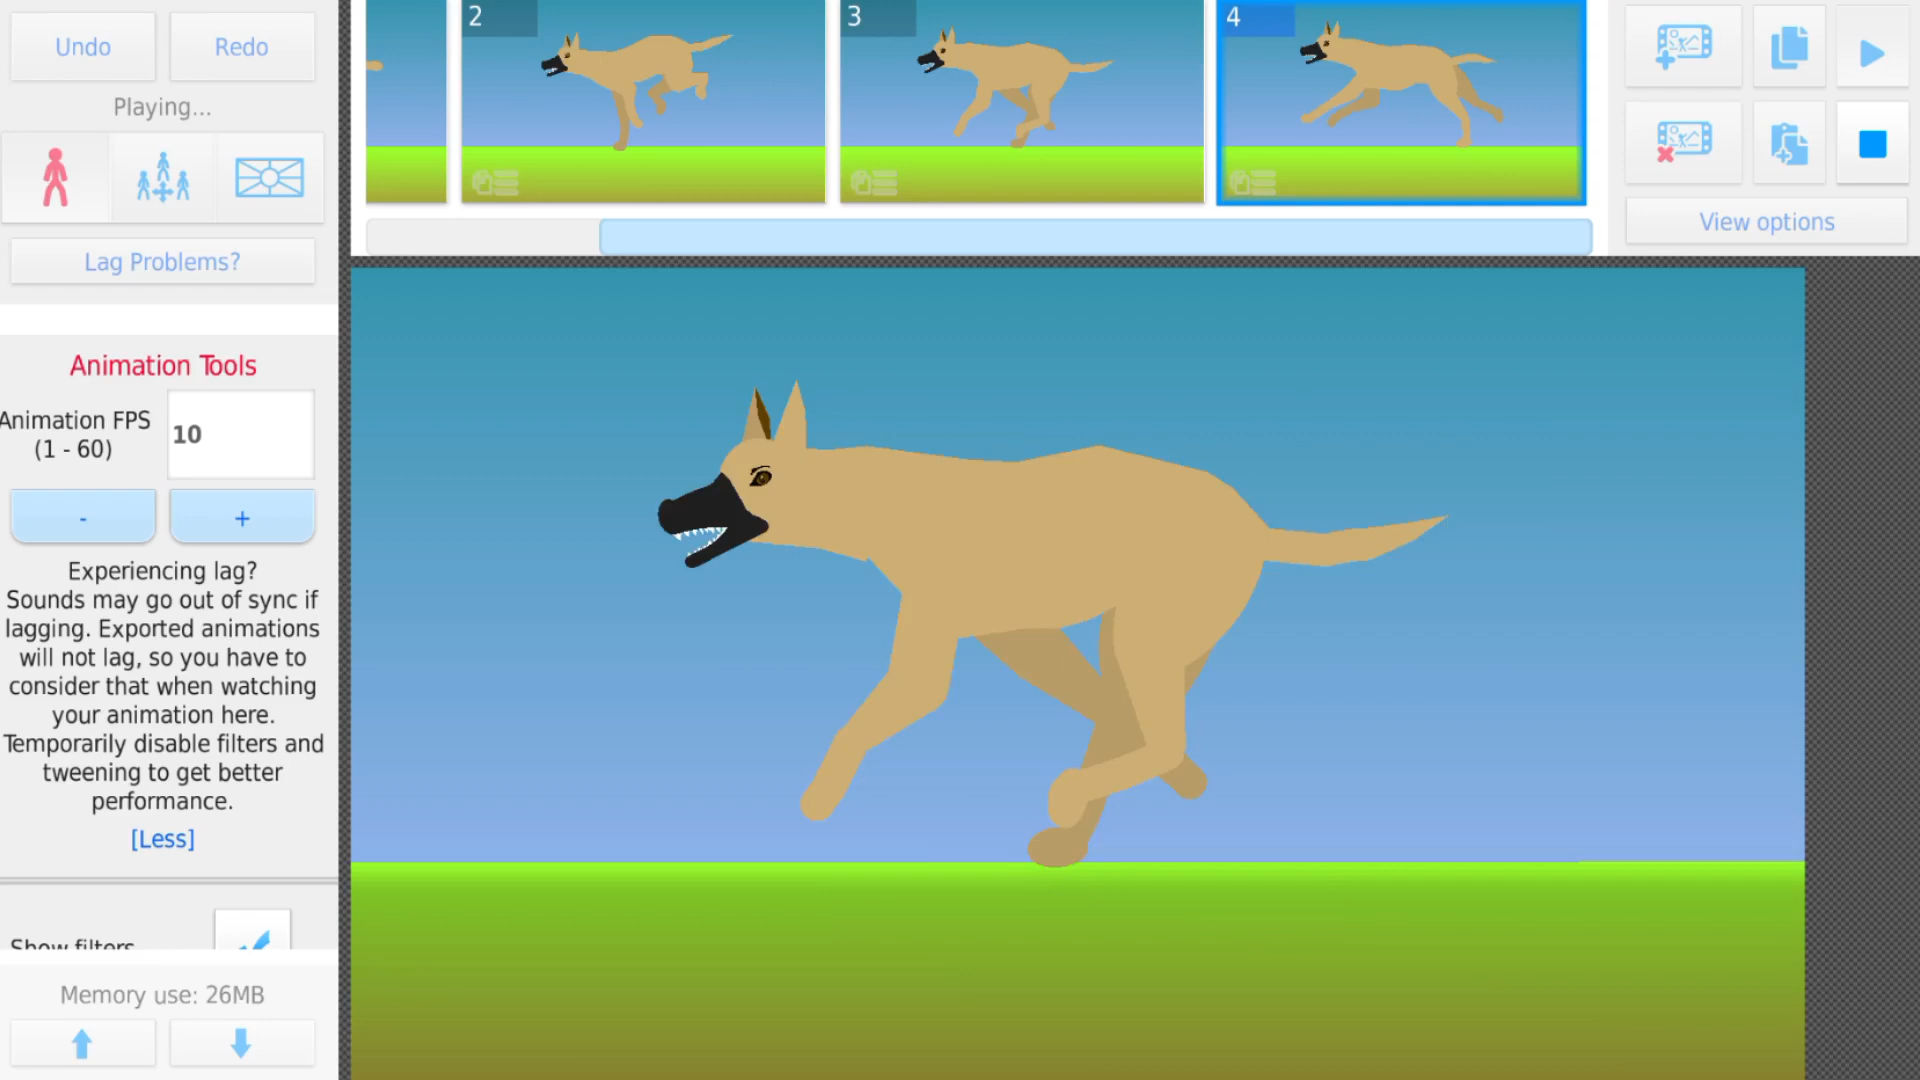 Undo
Redo
Playing...
Lag Problems?
2
3
4
View options
Animation Tools
Animation FPS
(1 - 60)
10
-
+
Experiencing lag?
Sounds may go out of sync if
lagging. Exported animations
will not lag, so you have to
consider that when watching
your animation here.
Temporarily disable filters and
tweening to get better
performance.
[Less]
Show filters
Memory use: 26MB